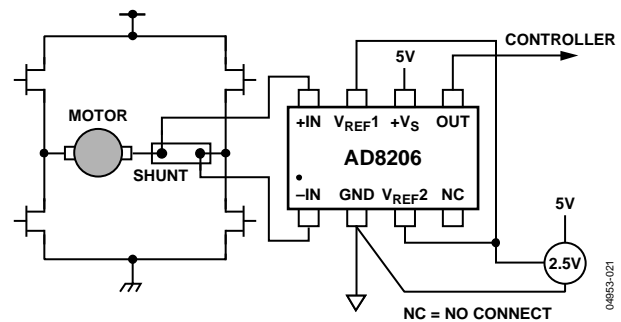 CONTROLLER
5V
+IN VREF1 +VS OUT
MOTOR
AD8206
SHUNT
–IN GND VREF2 NC
5V
2.5V
NC = NO CONNECT
04953-021